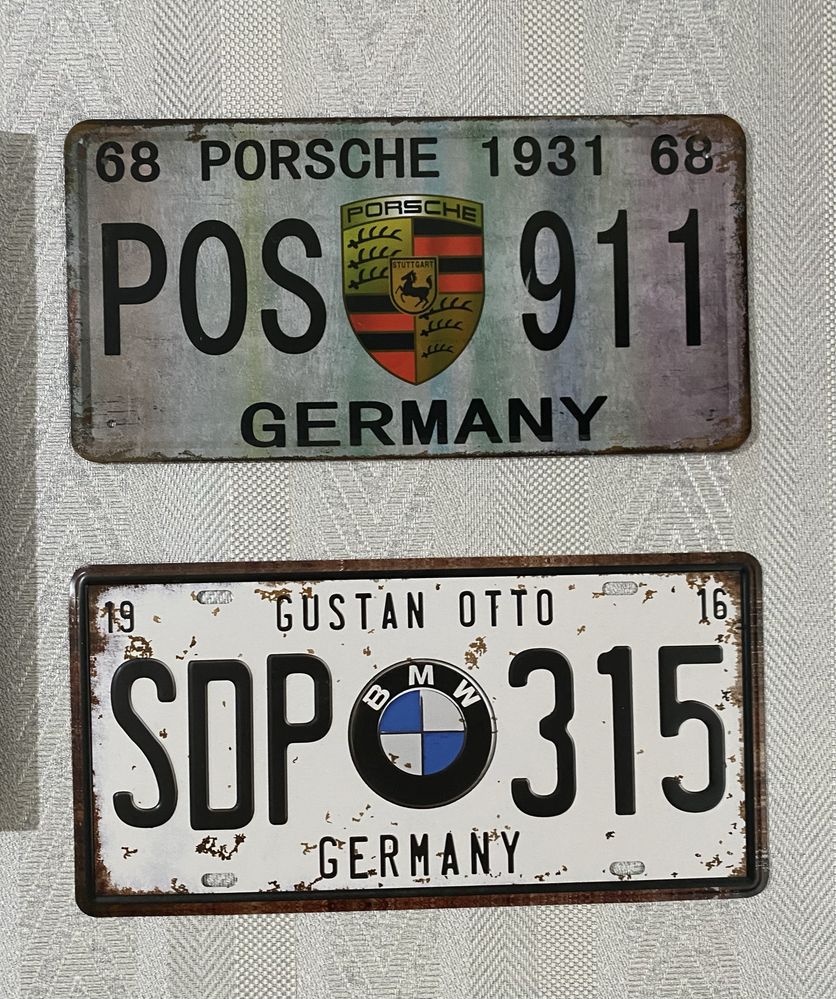 68 PORSCHE 1931 68
PORSCHE
POS 911
STUTTGART
GERMANY
19 GUSTAN OTTO 16
BMW
SDP 315
GERMANY